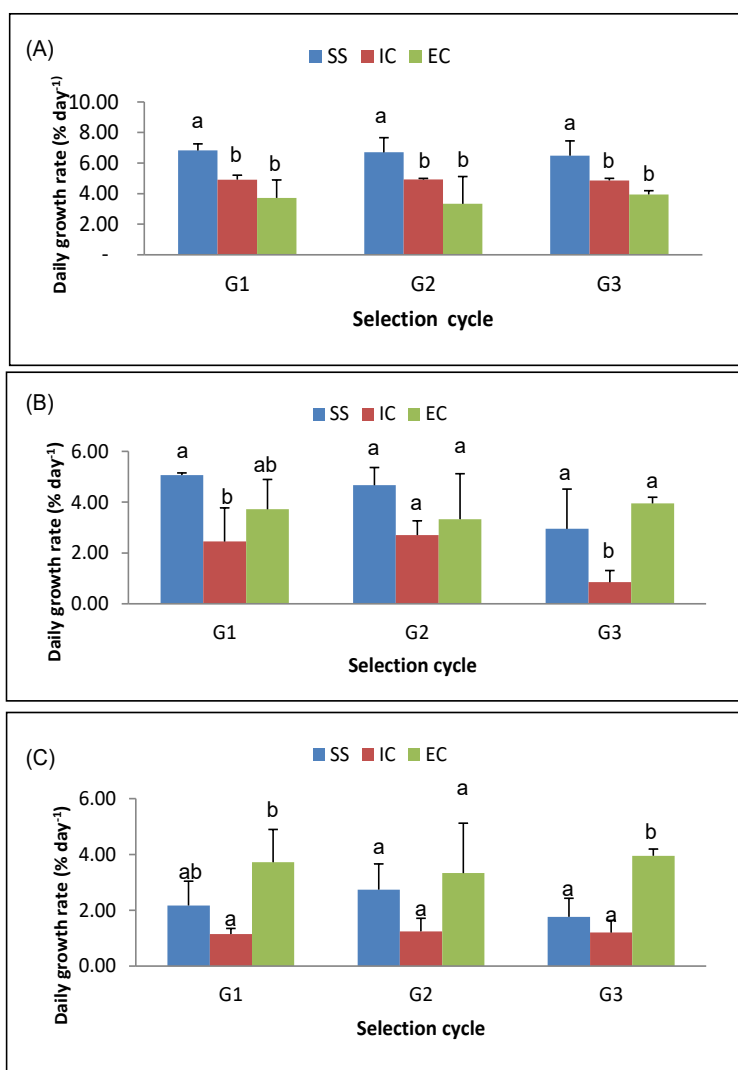 (A)
SS IC EC
Daily growth rate (% day-1)
10.00
8.00
6.00
4.00
2.00
-
a b b a b b a b b
G1 G2 G3
Selection cycle
(B)
SS IC EC
Daily growth rate (% day-1)
6.00
4.00
2.00
0.00
a b ab a a a a b a
G1 G2 G3
Selection cycle
(C)
SS IC EC
Daily growth rate (% day-1)
6.00
4.00
2.00
0.00
ab a b a a a a a b
G1 G2 G3
Selection cycle